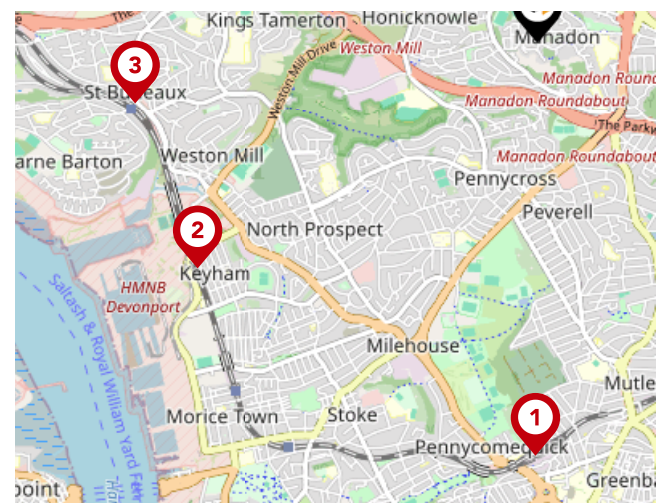 Kings Tamerton
Honicknowle
Manadon
Weston Mill
Weston Mill Drive
Manadon Round
3
St Budeaux
Manadon Roundabout
'The Parkw
arne Barton
Weston Mill
Manadon Roundabout
Pennycross
Peverell
2
North Prospect
Keyham
HMNB
Devonport
Saltash & Royal William Yard Fer
Milehouse
Mutle
Morice Town
Stoke
1
Pennycomequick
point
Greenba